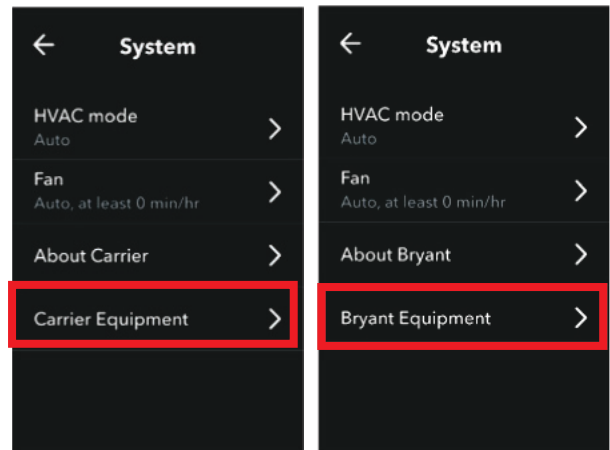 System
HVAC mode
Auto
Fan
Auto, at least 0 min/hr
About Carrier
Carrier Equipment
System
HVAC mode
Auto
Fan
Auto, at least 0 min/hr
About Bryant
Bryant Equipment